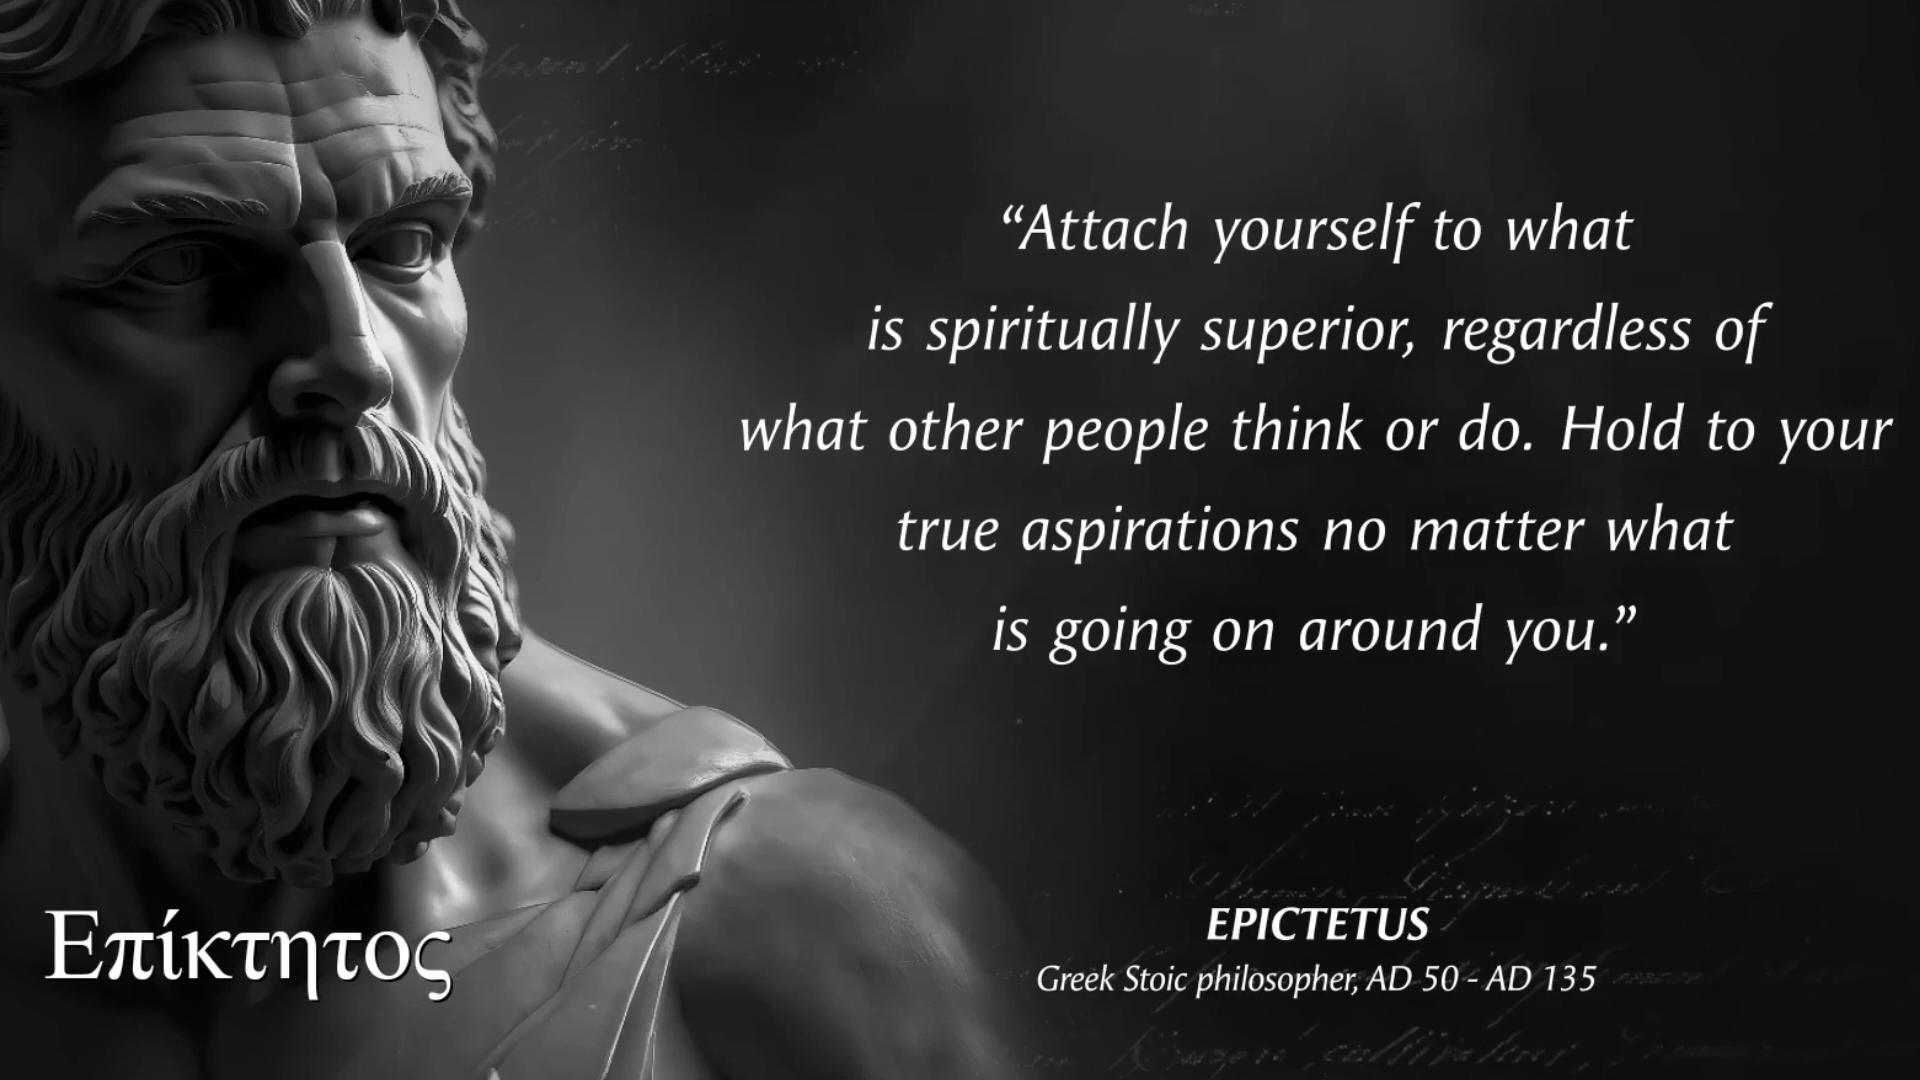 “Attach yourself to what
is spiritually superior, regardless of
what other people think or do. Hold to your
true aspirations no matter what
is going on around you.”
EPICTETUS
Greek Stoic philosopher, AD 50 - AD 135
Επίκτητος